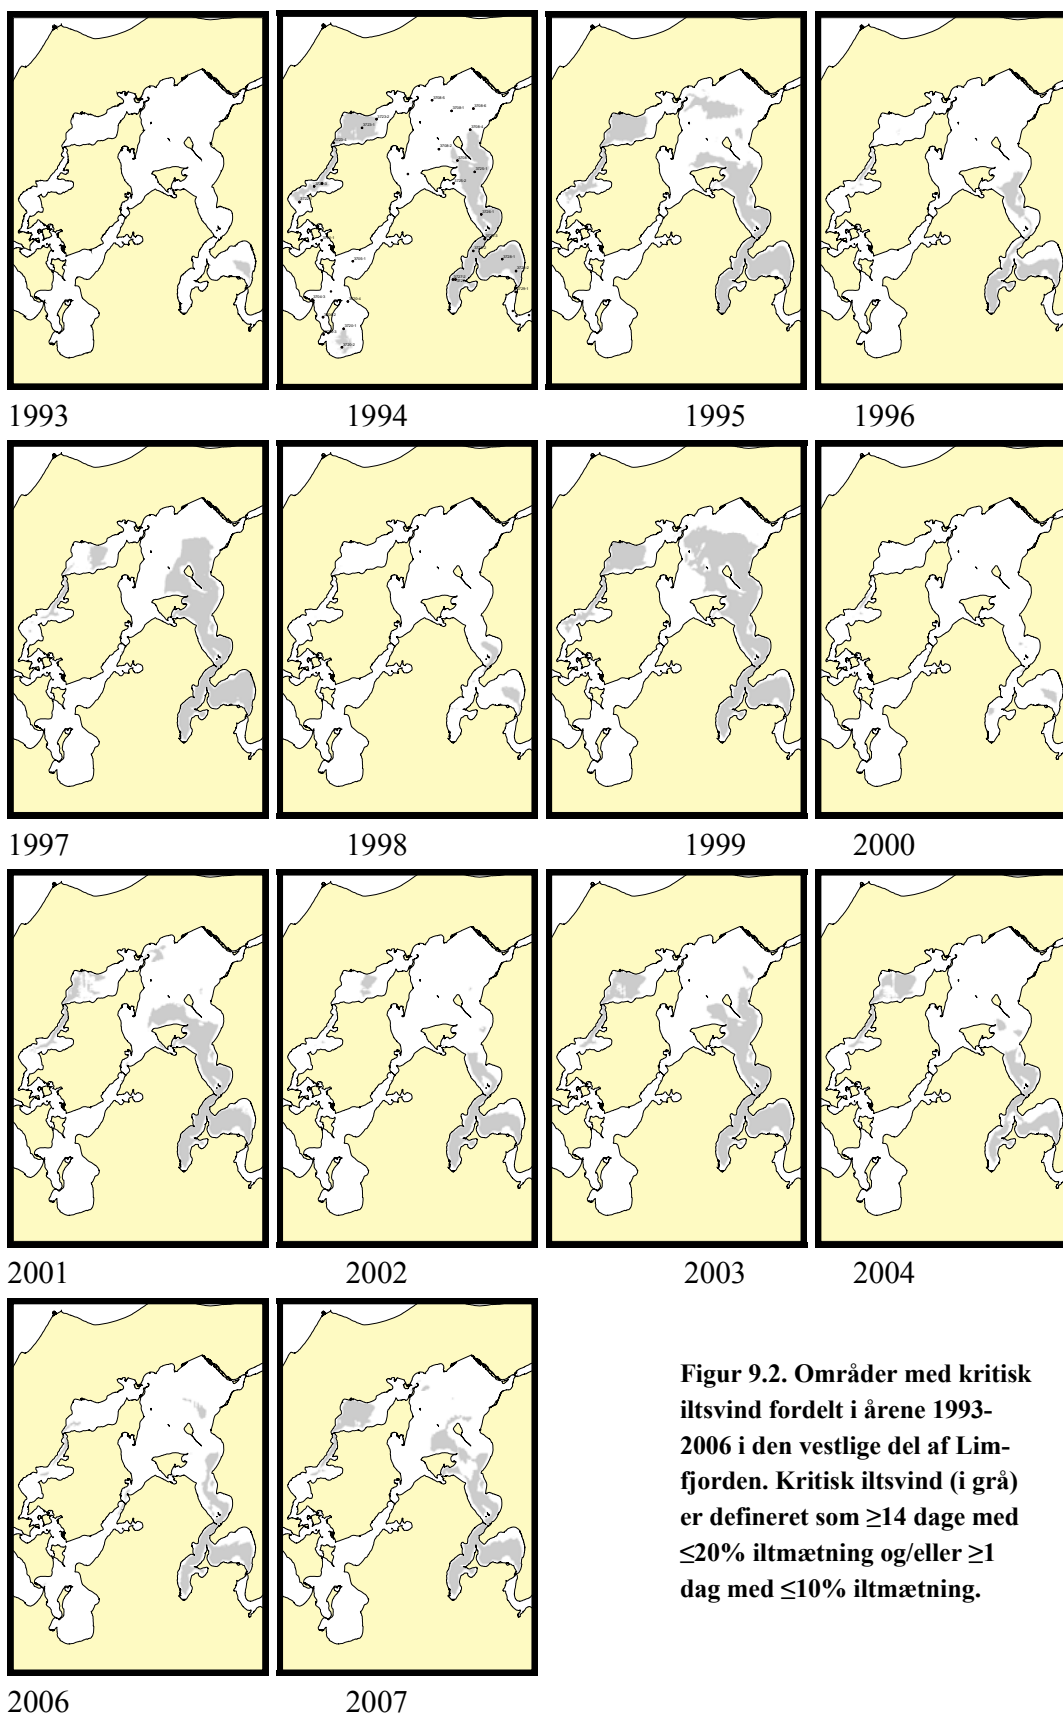 1993 1994 1995 1996
1997 1998 1999 2000
2001 2002 2003 2004
Figur 9.2. Områder med kritisk
iltsvind fordelt i årene 1993-
2006 i den vestlige del af Lim-
fjorden. Kritisk iltsvind (i grå)
er defineret som ≥14 dage med
≤20% iltmætning og/eller ≥1
dag med ≤10% iltmætning.
2006 2007